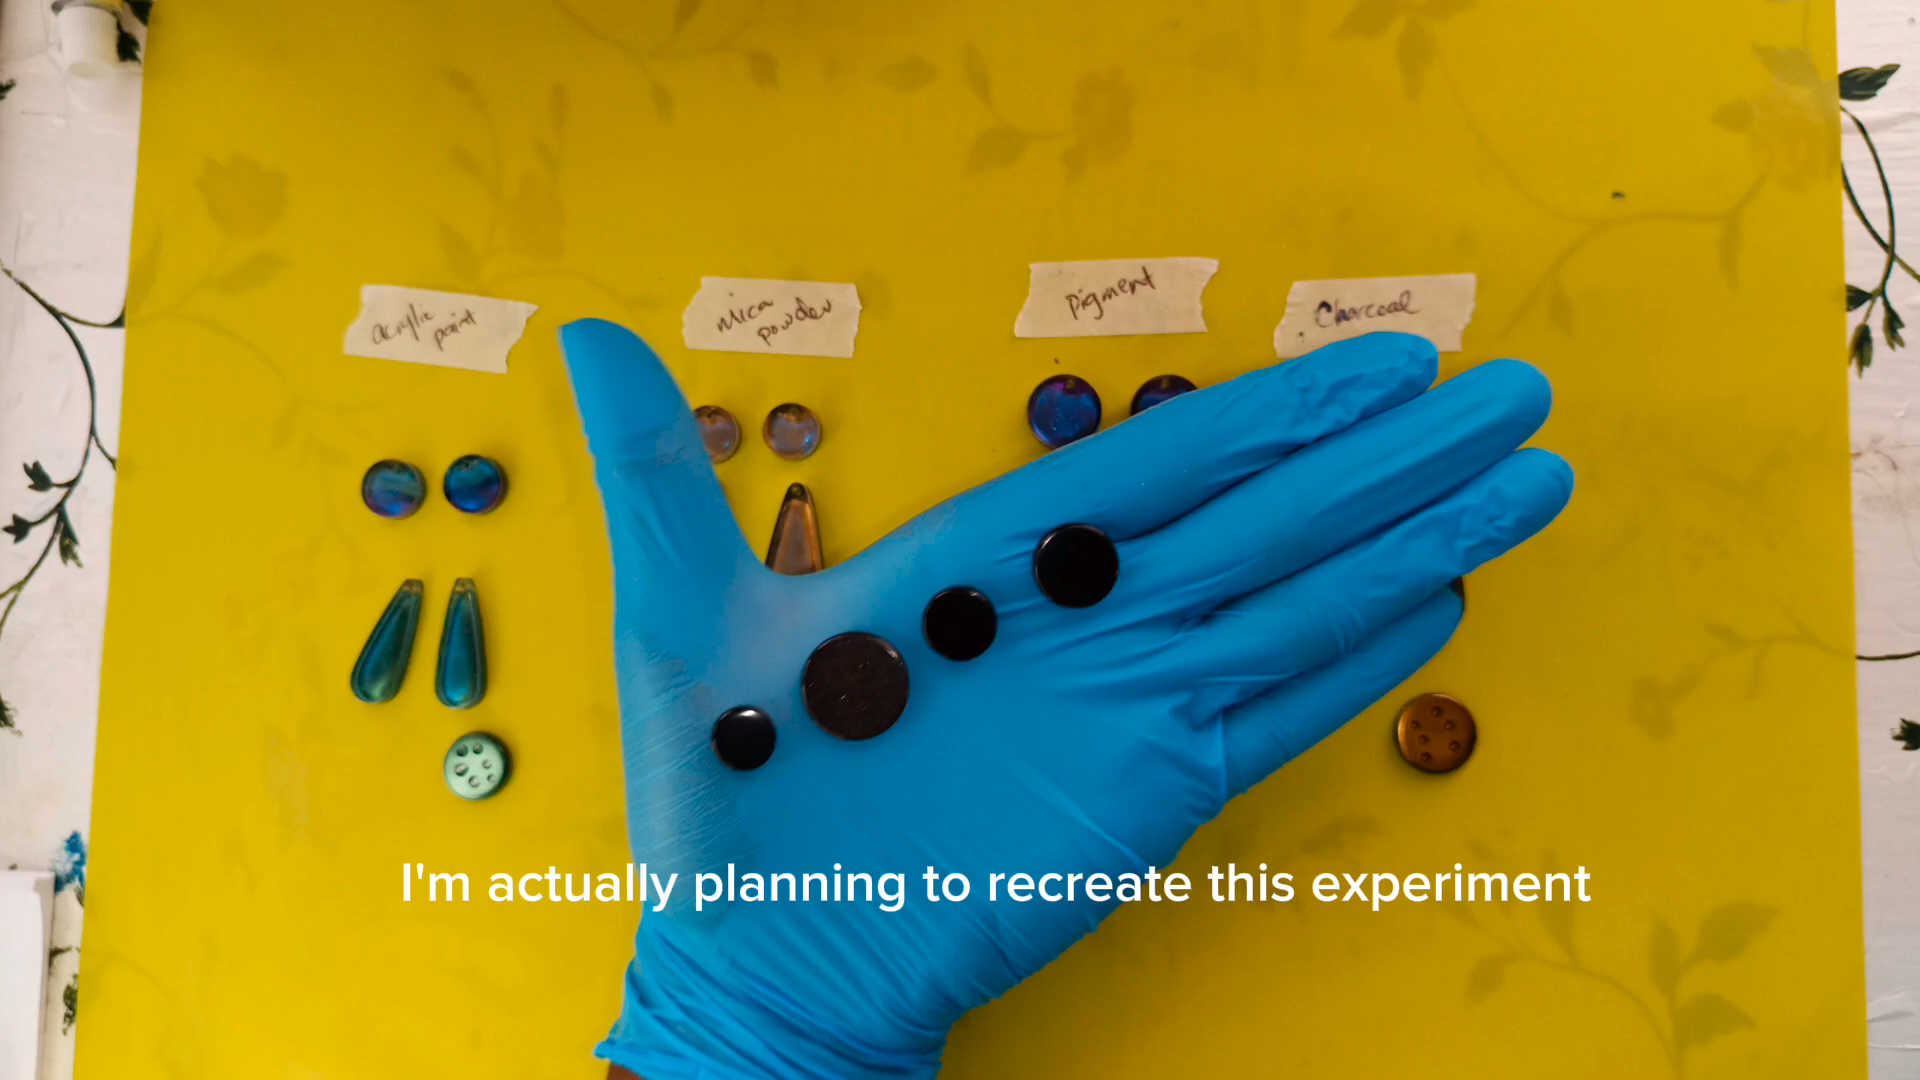 acrylic
paint
mica
powder
pigment
Charcoal
I'm actually planning to recreate this experiment